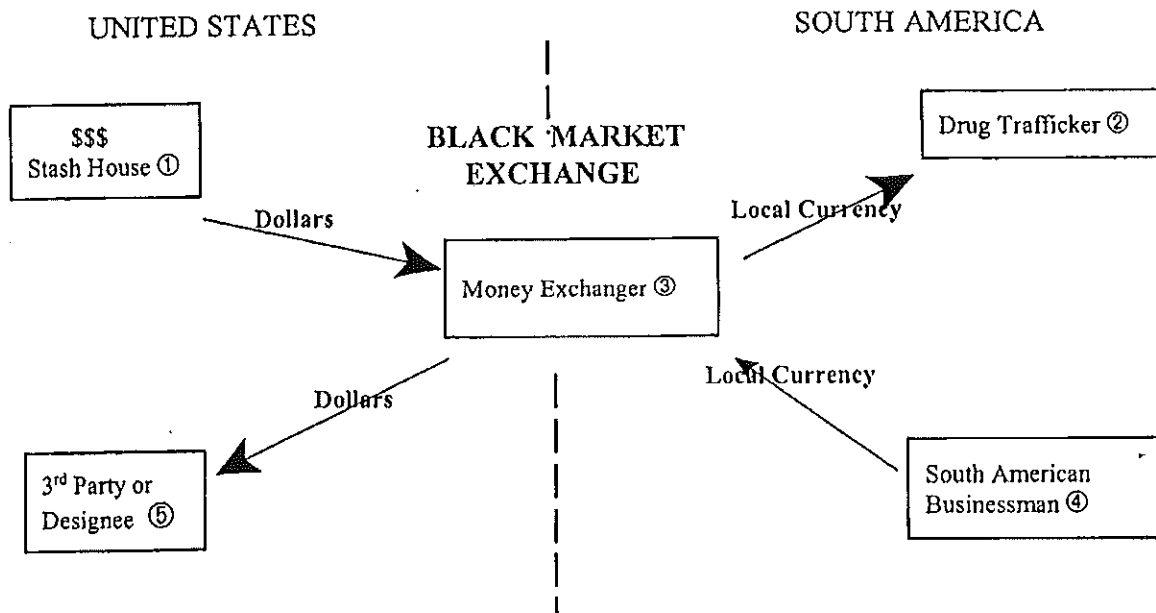 UNITED STATES
SOUTH AMERICA
$$$
Stash House ①
BLACK MARKET
EXCHANGE
Drug Trafficker ②
Dollars
Local Currency
Money Exchanger ③
Dollars
Local Currency
3rd Party or
Designee ⑤
South American
Businessman ④